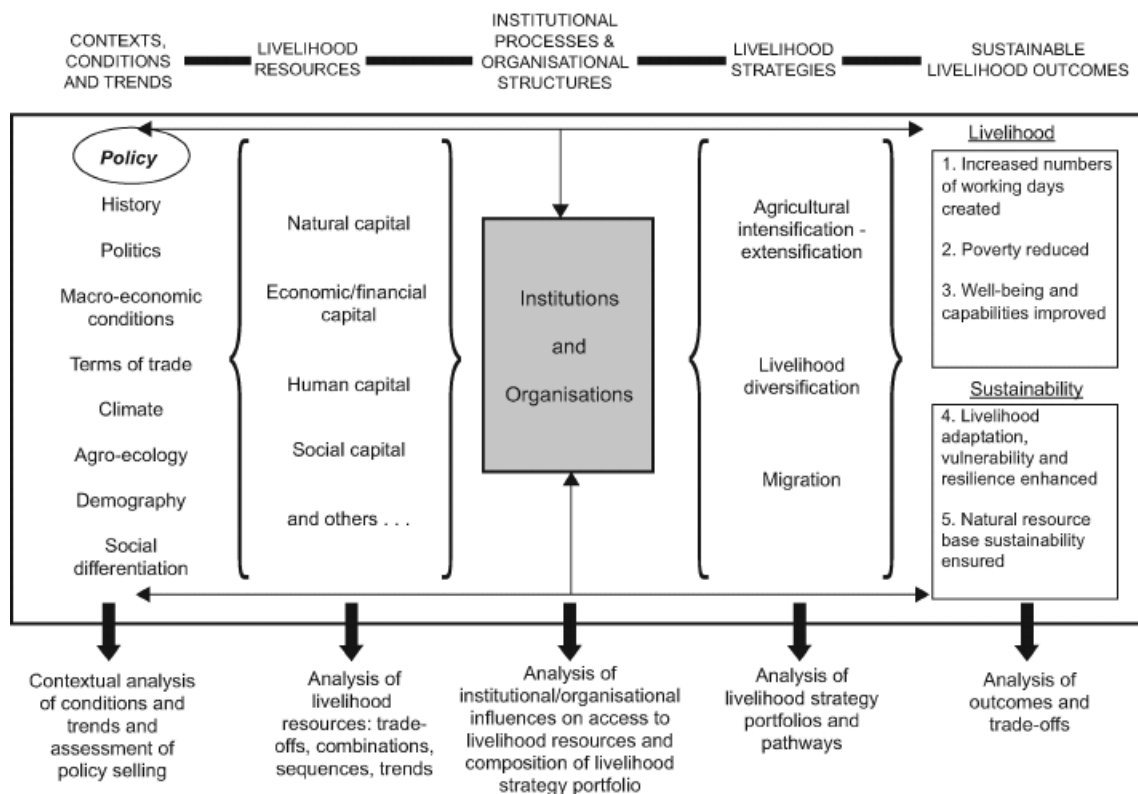 CONTEXTS,
CONDITIONS
AND TRENDS
LIVELIHOOD
RESOURCES
INSTITUTIONAL
PROCESSES &
ORGANISATIONAL
STRUCTURES
LIVELIHOOD
STRATEGIES
SUSTAINABLE
LIVELIHOOD OUTCOMES
Policy
History
Politics
Macro-economic
conditions
Terms of trade
Climate
Agro-ecology
Demography
Social
differentiation
Natural capital
Economic/financial
capital
Human capital
Social capital
and others . . .
Institutions
and
Organisations
Agricultural
intensification -
extensification
Livelihood
diversification
Migration
Livelihood
1. Increased numbers
of working days
created
2. Poverty reduced
3. Well-being and
capabilities improved
Sustainability
4. Livelihood
adaptation,
vulnerability and
resilience enhanced
5. Natural resource
base sustainability
ensured
Contextual analysis
of conditions and
trends and
assessment of
policy selling
Analysis of
livelihood
resources: trade-
offs, combinations,
sequences, trends
Analysis of
institutional/organisational
influences on access to
livelihood resources and
composition of livelihood
strategy portfolio
Analysis of
livelihood strategy
portfolios and
pathways
Analysis of
outcomes and
trade-offs